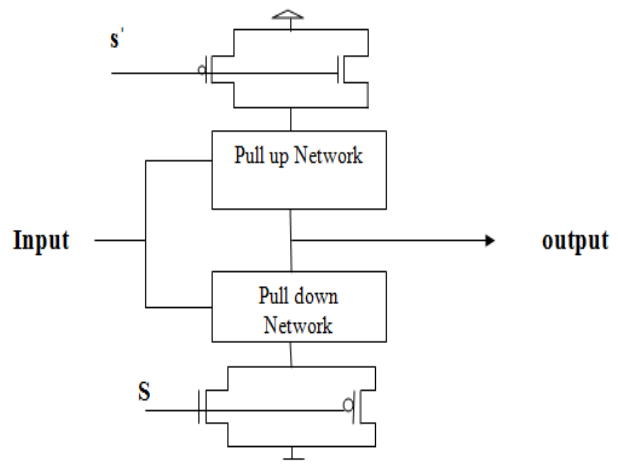 s'
Pull up Network
Input
output
Pull down
Network
S